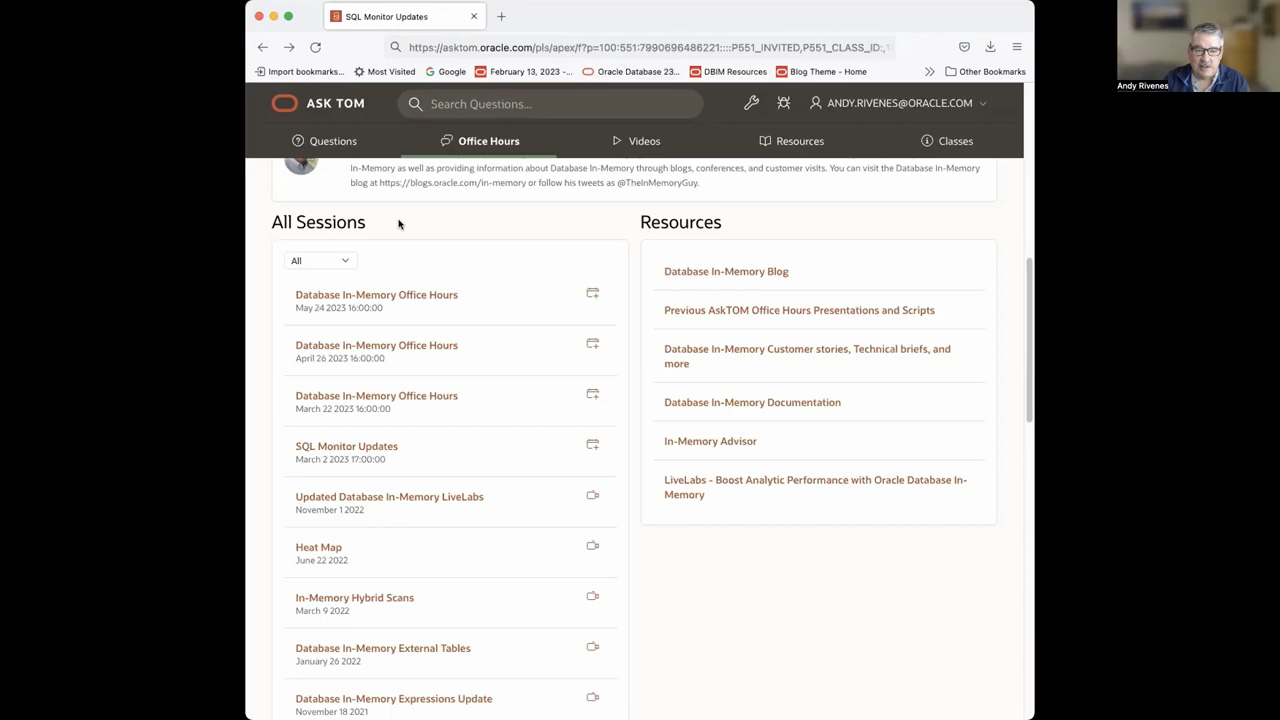 SQL Monitor Updates
https://asktom.oracle.com/pls/apex/f?p=100:551:7990696486221::::P551_INVITED,P551_CLASS_ID:,1
Import bookmarks...
Most Visited
Google
February 13, 2023 -...
Oracle Database 23...
DBIM Resources
Blog Theme - Home
Other Bookmarks
Andy Rivenes
ASK TOM
Search Questions...
ANDY.RIVENES@ORACLE.COM
Questions
Office Hours
Videos
Resources
Classes
In-Memory as well as providing information about Database In-Memory through blogs, conferences, and customer visits. You can visit the Database In-Memory
blog at https://blogs.oracle.com/in-memory or follow his tweets as @TheInMemoryGuy.
All Sessions
All
Database In-Memory Office Hours
May 24 2023 16:00:00
Database In-Memory Office Hours
April 26 2023 16:00:00
Database In-Memory Office Hours
March 22 2023 16:00:00
SQL Monitor Updates
March 2 2023 17:00:00
Updated Database In-Memory LiveLabs
November 1 2022
Heat Map
June 22 2022
In-Memory Hybrid Scans
March 9 2022
Database In-Memory External Tables
January 26 2022
Database In-Memory Expressions Update
November 18 2021
Resources
Database In-Memory Blog
Previous AskTOM Office Hours Presentations and Scripts
Database In-Memory Customer stories, Technical briefs, and
more
Database In-Memory Documentation
In-Memory Advisor
LiveLabs - Boost Analytic Performance with Oracle Database In-
Memory